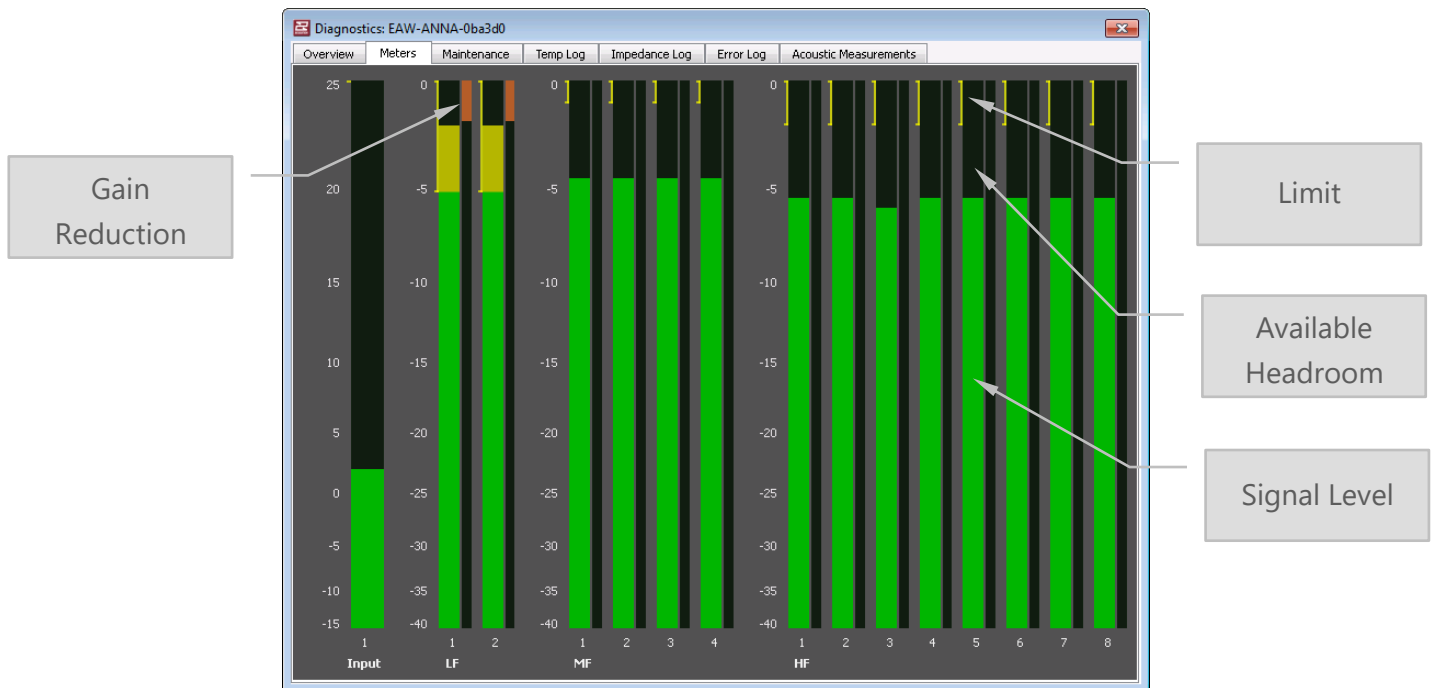 Diagnostics: EAW-ANNA-0ba3d0
Overview Meters Maintenance Temp Log Impedance Log Error Log Acoustic Measurements
25 0 0 0
20 -5 -5 -5
15 -10 -10 -10
10 -15 -15 -15
5 -20 -20 -20
0 -25 -25 -25
-5 -30 -30 -30
-10 -35 -35 -35
-15 -40 -40 -40
1 1 2 1 2 3 4 1 2 3 4 5 6 7 8
Input LF MF HF
Gain
Reduction
Limit
Available
Headroom
Signal Level